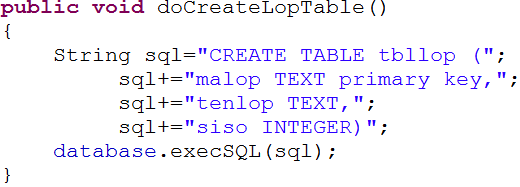 public void doCreateLopTable()
{
    String sql="CREATE TABLE tbllop (";
         sql+="malop TEXT primary key,";
         sql+="tenlop TEXT,";
         sql+="siso INTEGER)";
    database.execSQL(sql);
}